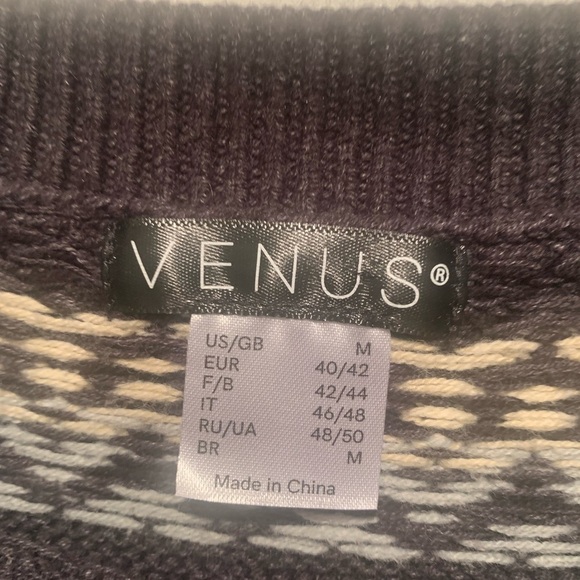 VENUS®
US/GB M
EUR 40/42
F/B 42/44
IT 46/48
RU/UA 48/50
BR M
Made in China